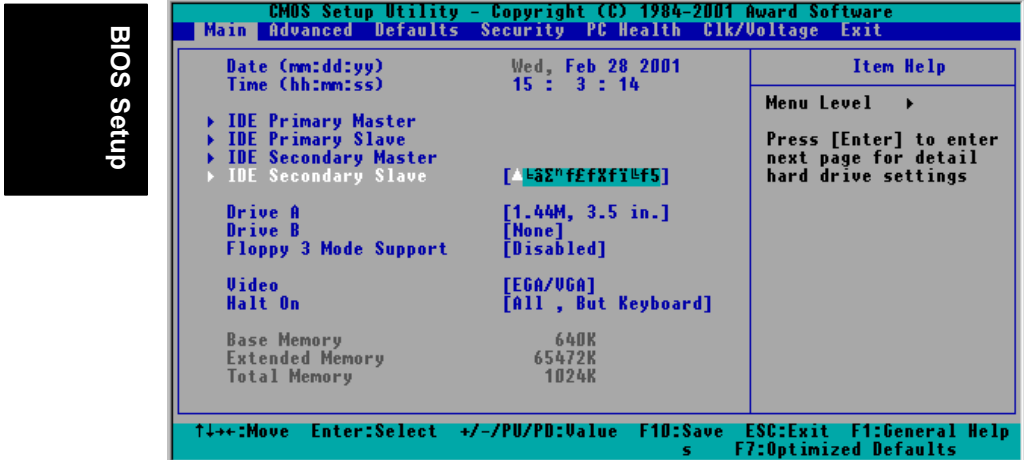 BIOS Setup
CMOS Setup Utility - Copyright (C) 1984-2001 Award Software
Main Advanced Defaults Security PC Health Clk/Voltage Exit
Date (mm:dd:yy) Wed, Feb 28 2001
Time (hh:mm:ss) 15 : 3 : 14
IDE Primary Master
IDE Primary Slave
IDE Secondary Master
IDE Secondary Slave
Drive A [1.44M, 3.5 in.]
Drive B [None]
Floppy 3 Mode Support [Disabled]
Video [EGA/VGA]
Halt On [All , But Keyboard]
Base Memory 640K
Extended Memory 65472K
Total Memory 1024K
Item Help
Menu Level ▸
Press [Enter] to enter
next page for detail
hard drive settings
↑↓→←:Move Enter:Select +/-/PU/PD:Value F10:Save ESC:Exit F1:General Help
s F7:Optimized Defaults